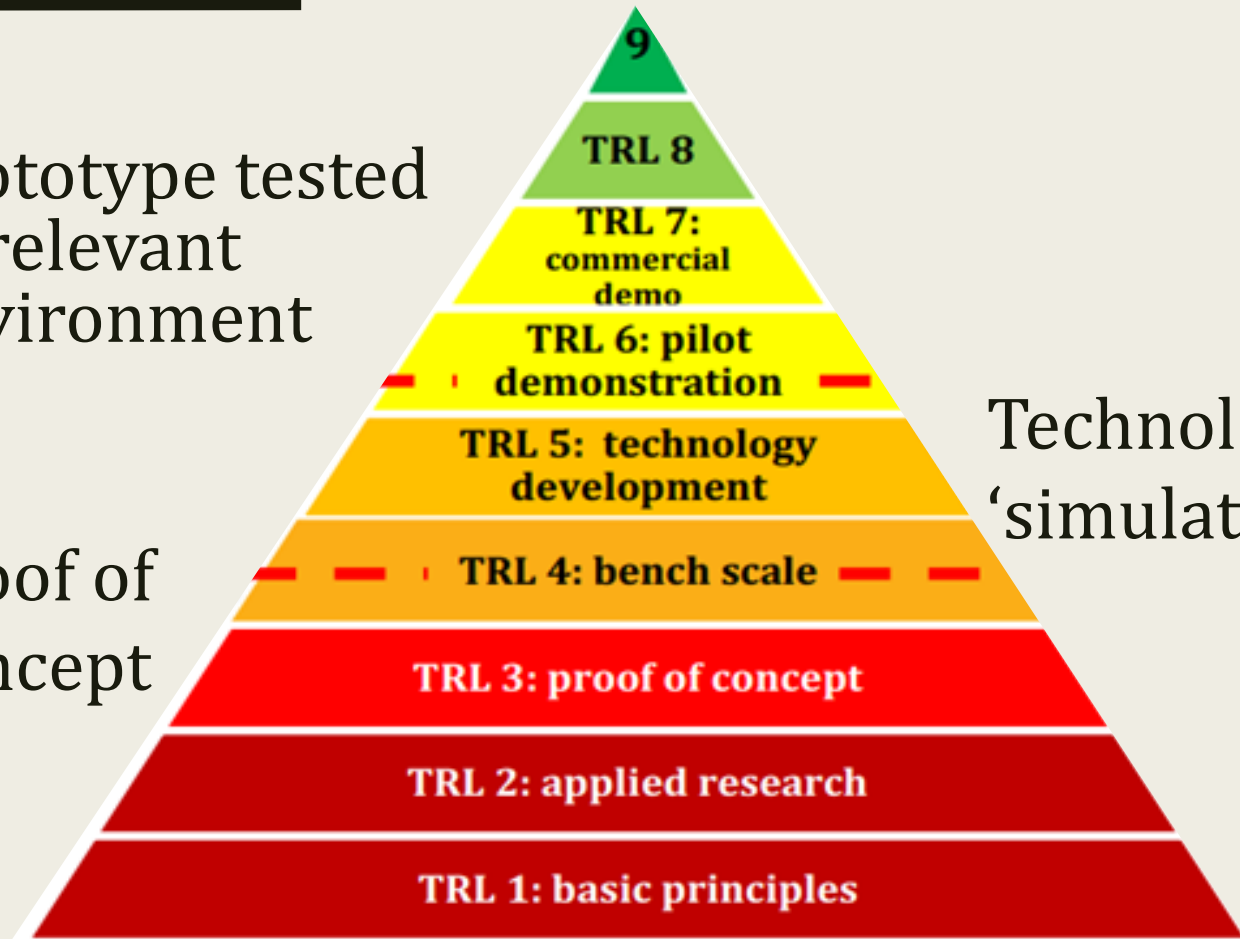 9
TRL 8
ototype tested
relevant
vironment
TRL 7:
commercial
demo
TRL 6: pilot
demonstration
Technol
‘simulat
TRL 5: technology
development
oof of
ncept
TRL 4: bench scale
TRL 3: proof of concept
TRL 2: applied research
TRL 1: basic principles